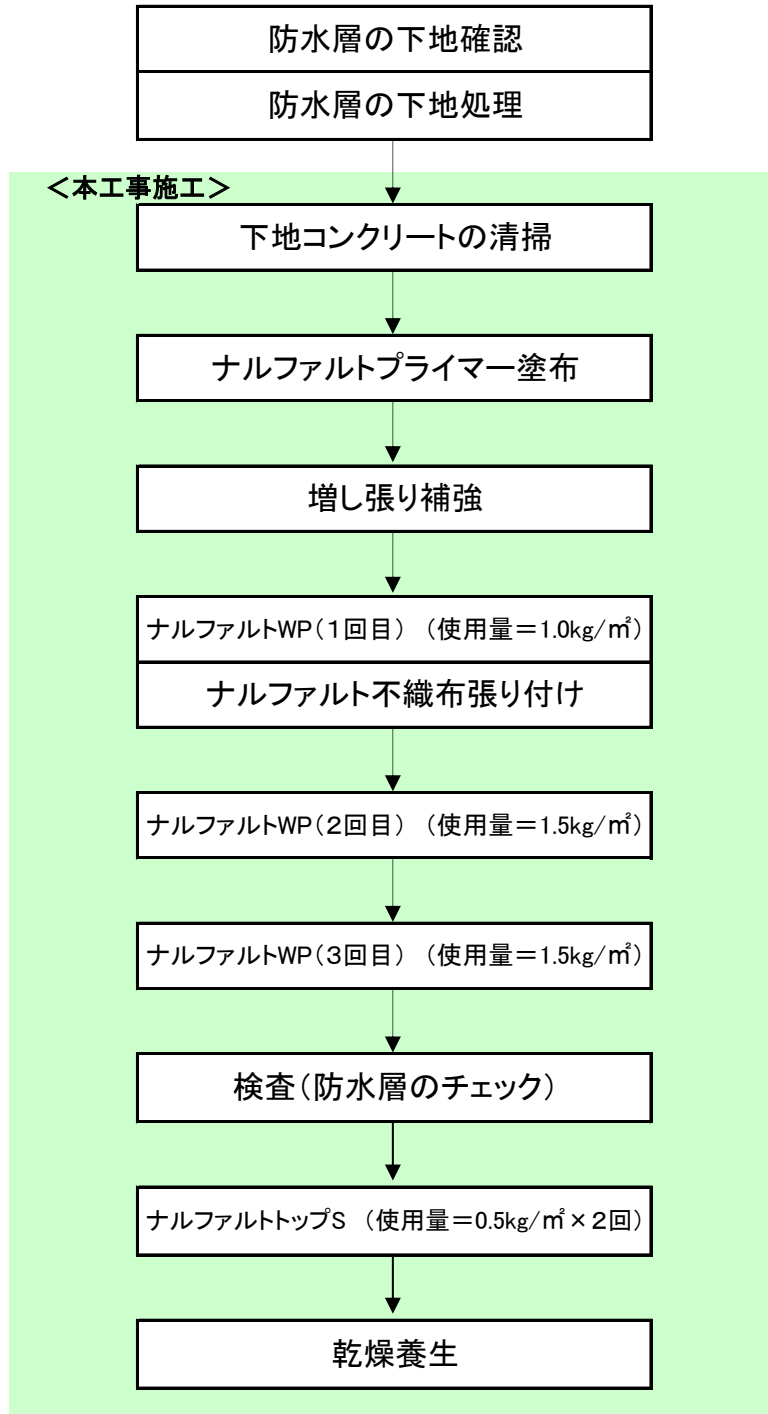 防水層の下地確認
防水層の下地処理
＜本工事施工＞
下地コンクリートの清掃
ナルファルトプライマー塗布
増し張り補強
ナルファルトWP（１回目）　（使用量＝1.0kg/㎡）
ナルファルト不織布張り付け
ナルファルトWP（２回目）　（使用量＝1.5kg/㎡）
ナルファルトWP（３回目）　（使用量＝1.5kg/㎡）
検査（防水層のチェック）
ナルファルトトップS　（使用量＝0.5kg/㎡×２回）
乾燥養生